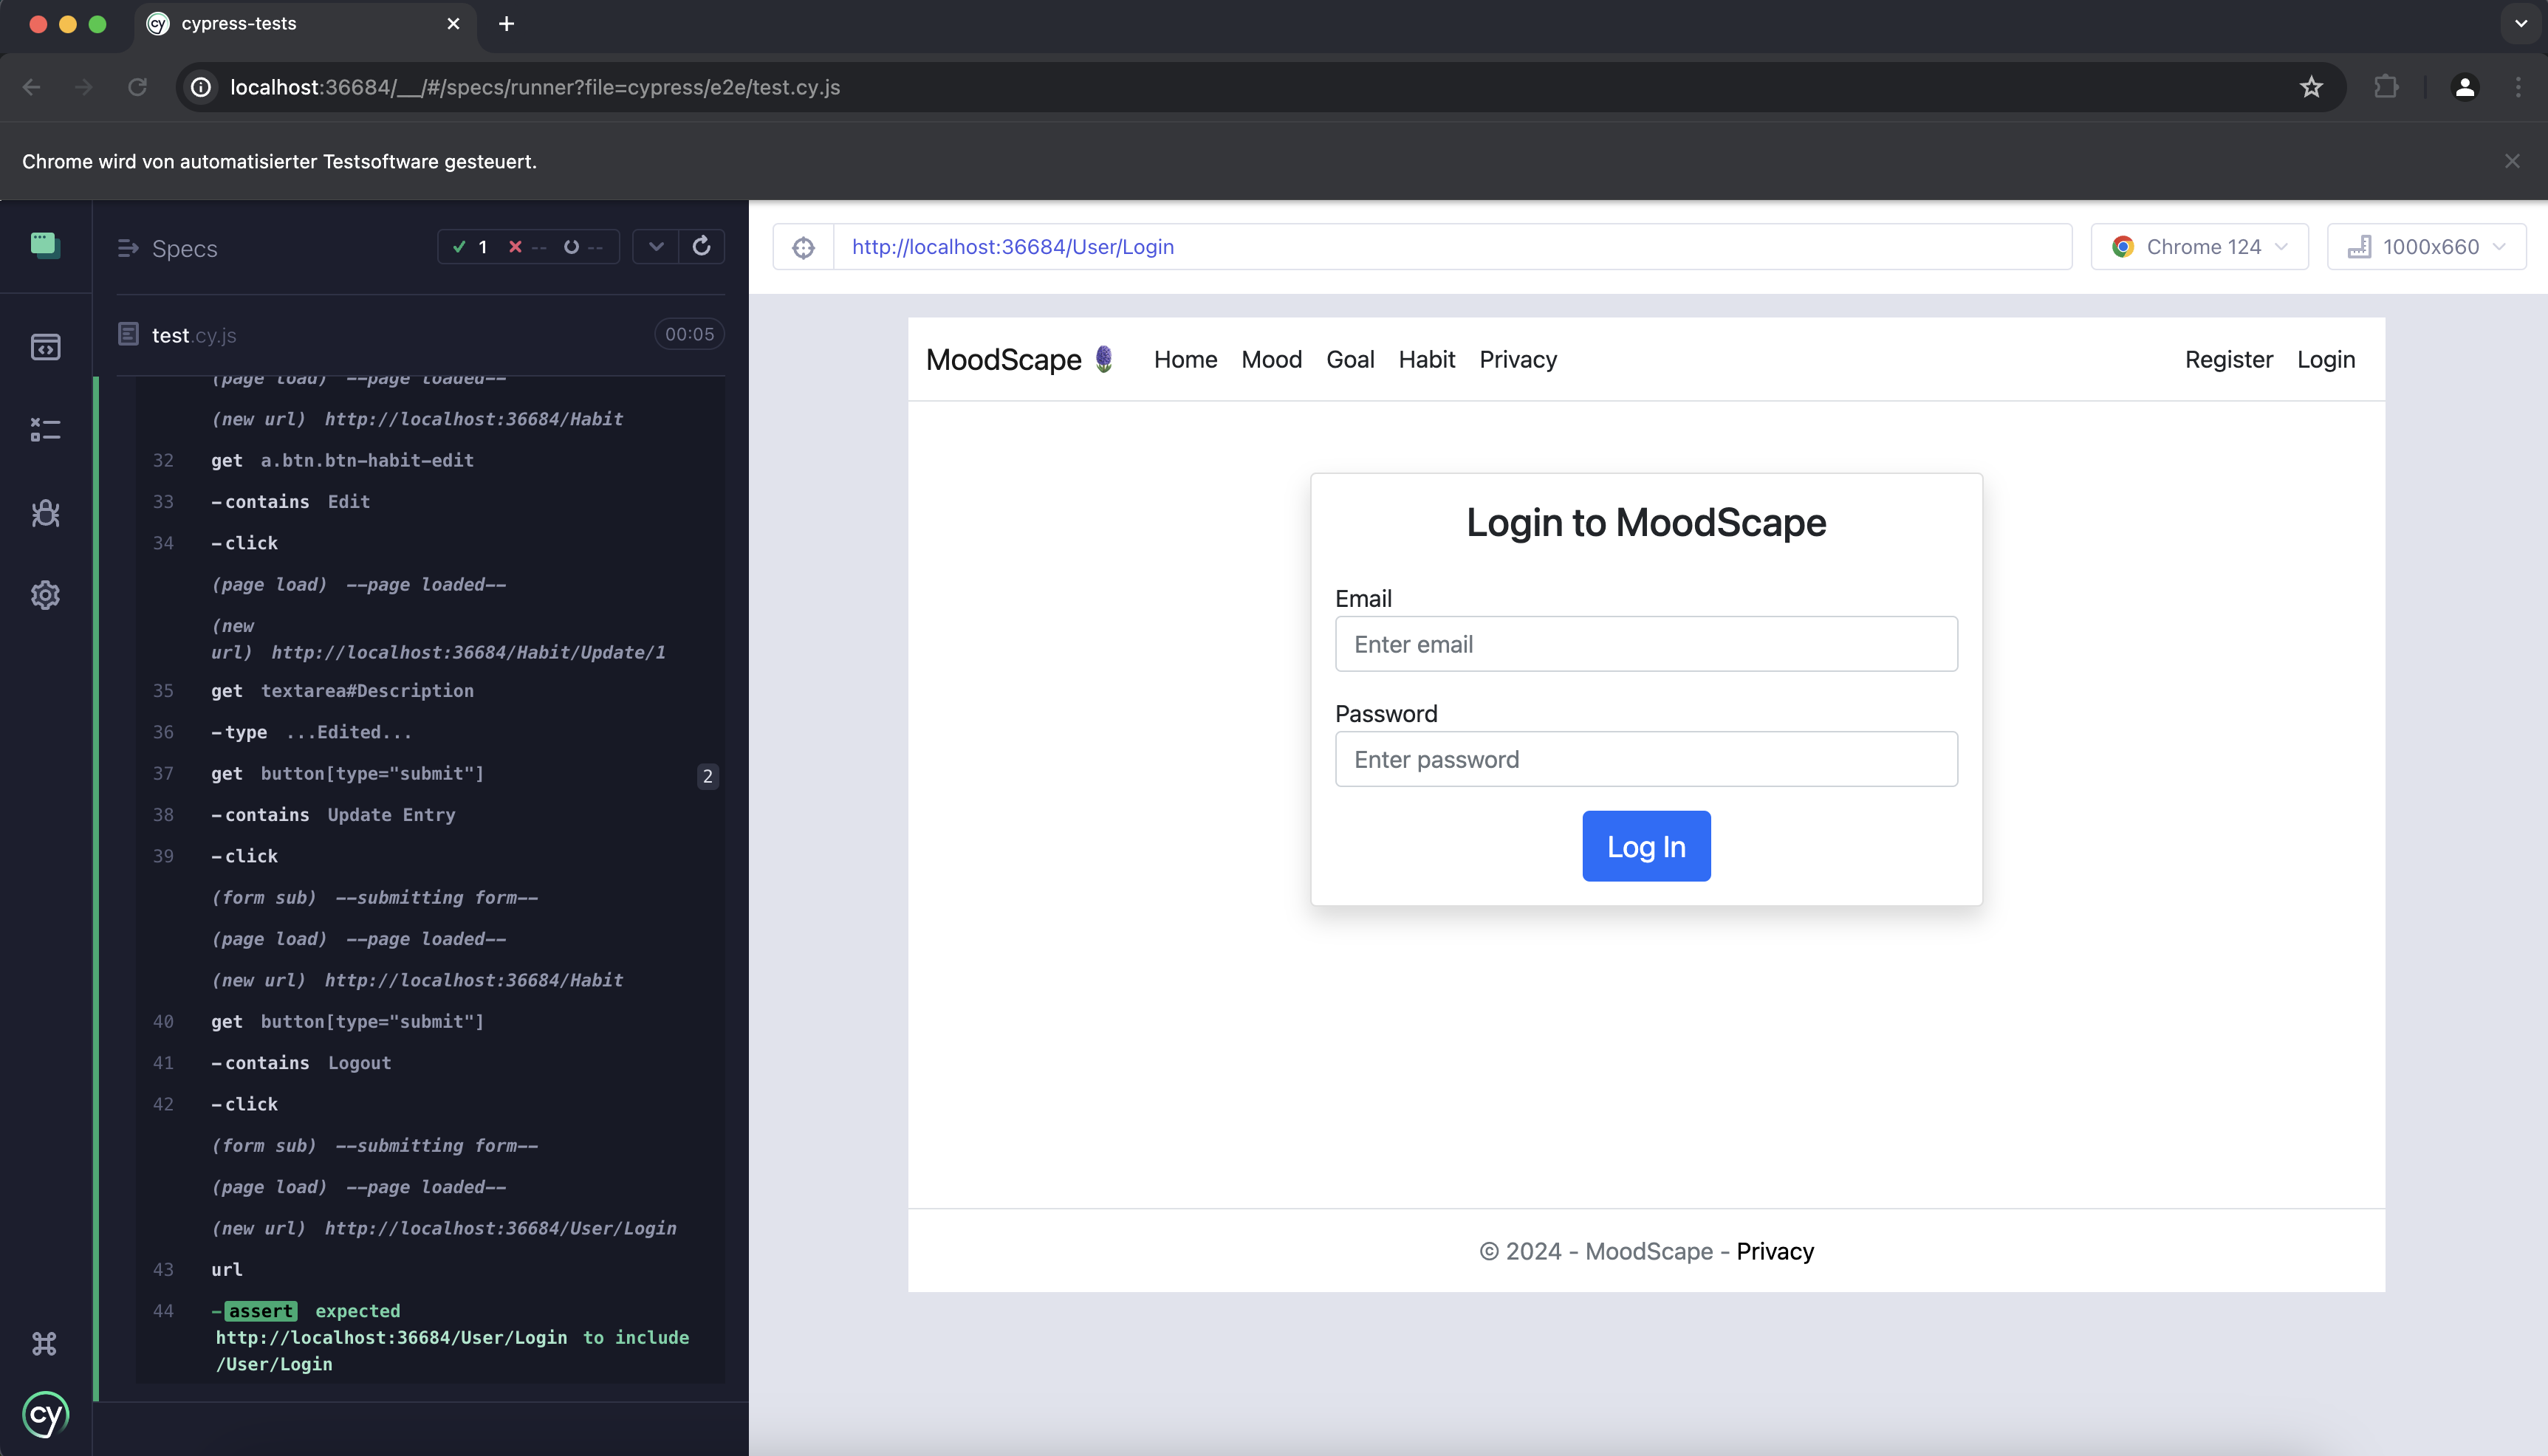 cypress-tests
localhost:36684/__/#/specs/runner?file=cypress/e2e/test.cy.js
Chrome wird von automatisierter Testsoftware gesteuert.
Specs
1 -- --
test.cy.js 00:05
(page load) --page loaded--
(new url) http://localhost:36684/Habit
32 get a.btn.btn-habit-edit
33 -contains Edit
34 -click
(page load) --page loaded--
(new
url) http://localhost:36684/Habit/Update/1
35 get textarea#Description
36 -type ...Edited...
37 get button[type="submit"] 2
38 -contains Update Entry
39 -click
(form sub) --submitting form--
(page load) --page loaded--
(new url) http://localhost:36684/Habit
40 get button[type="submit"]
41 -contains Logout
42 -click
(form sub) --submitting form--
(page load) --page loaded--
(new url) http://localhost:36684/User/Login
43 url
44 -assert expected
http://localhost:36684/User/Login to include
/User/Login
cy
http://localhost:36684/User/Login
Chrome 124
1000x660
MoodScape Home Mood Goal Habit Privacy Register Login
Login to MoodScape
Email
Enter email
Password
Enter password
Log In
© 2024 - MoodScape - Privacy